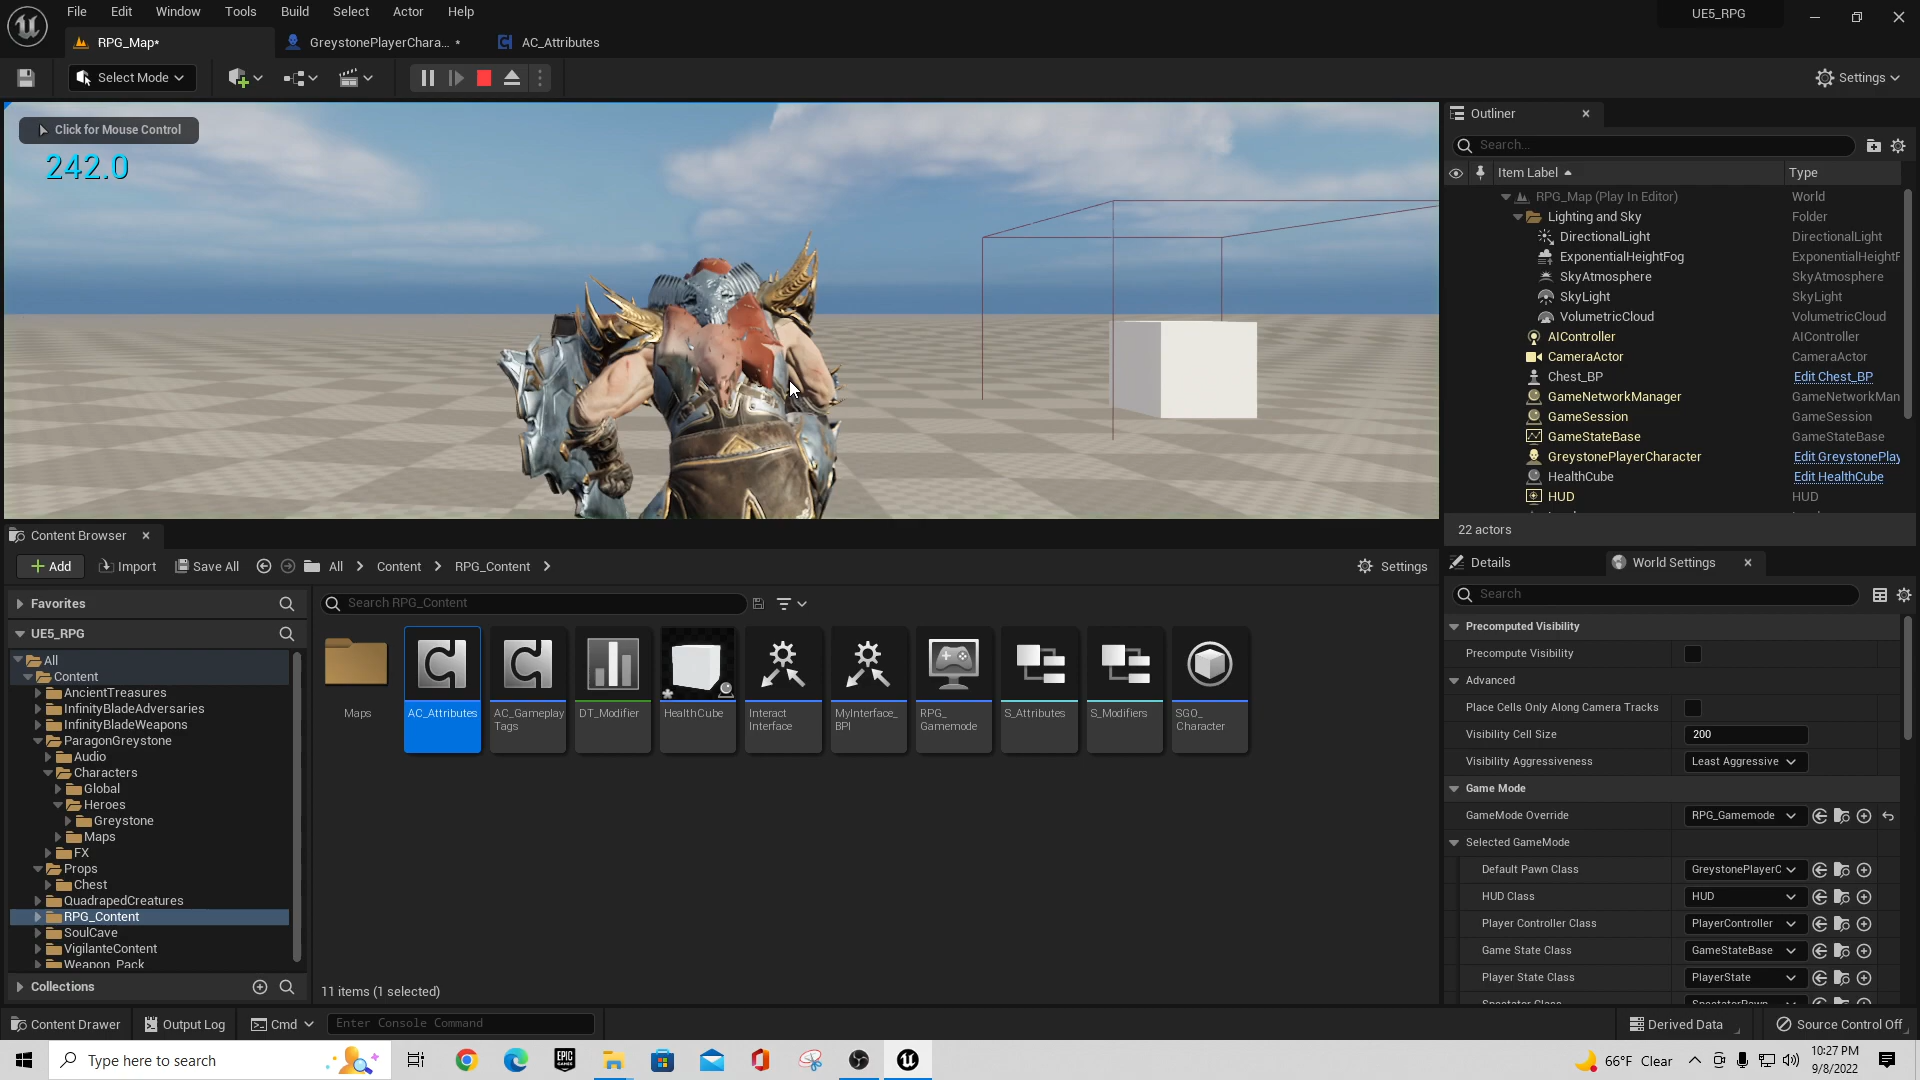 File Edit Window Tools Build Select Actor Help
UE5_RPG
RPG_Map*
GreystonePlayerChara... *
AC_Attributes
Select Mode
Settings
Click for Mouse Control
242.0
Outliner
Search...
Item Label
Type
RPG_Map (Play In Editor) World
Lighting and Sky Folder
DirectionalLight DirectionalLight
ExponentialHeightFog ExponentialHeightF
SkyAtmosphere SkyAtmosphere
SkyLight SkyLight
VolumetricCloud VolumetricCloud
AIController AIController
CameraActor CameraActor
Chest_BP Edit Chest_BP
GameNetworkManager GameNetworkMan
GameSession GameSession
GameStateBase GameStateBase
GreystonePlayerCharacter Edit GreystonePlay
HealthCube Edit HealthCube
HUD HUD
22 actors
Content Browser
Add Import Save All All Content RPG_Content
Settings
Favorites
UE5_RPG
All
Content
AncientTreasures
InfinityBladeAdversaries
InfinityBladeWeapons
ParagonGreystone
Audio
Characters
Global
Heroes
Greystone
Maps
FX
Props
Chest
QuadrapedCreatures
RPG_Content
SoulCave
VigilanteContent
Weapon_Pack
Collections
Search RPG_Content
Maps
AC_Attributes
AC_Gameplay
Tags
DT_Modifier
HealthCube
Interact
Interface
MyInterface_
BPI
RPG_
Gamemode
S_Attributes
S_Modifiers
SGO_
Character
11 items (1 selected)
Details
World Settings
Search
Precomputed Visibility
Precompute Visibility
Advanced
Place Cells Only Along Camera Tracks
Visibility Cell Size 200
Visibility Aggressiveness Least Aggressive
Game Mode
GameMode Override RPG_Gamemode
Selected GameMode
Default Pawn Class GreystonePlayerC
HUD Class HUD
Player Controller Class PlayerController
Game State Class GameStateBase
Player State Class PlayerState
Spectator Class SpectatorPawn
Content Drawer Output Log Cmd Enter Console Command
Derived Data Source Control Off
Type here to search
EPIC
GAMES
66°F Clear
10:27 PM
9/8/2022